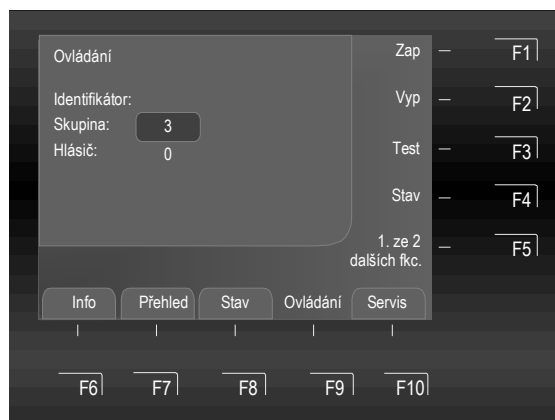 Ovládání
Identifikátor:
Skupina: 3
Hlásič: 0
Zap
Vyp
Test
Stav
1. ze 2
dalších fkc.
F1
F2
F3
F4
F5
Info Přehled Stav Ovládání Servis
F6 F7 F8 F9 F10